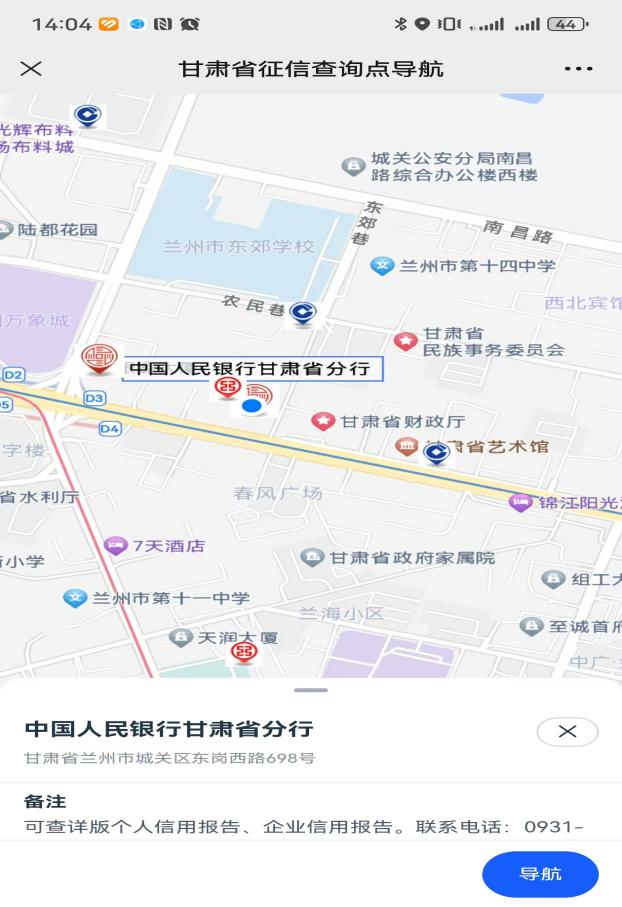 14:04
44
甘肃省征信查询点导航
光辉布料
布料城
城关公安分局南昌
路综合办公楼西楼
东郊巷
陆都花园
南昌路
兰州市东郊学校
兰州市第十四中学
农民巷
西北宾馆
万象城
甘肃省
民族事务委员会
中国人民银行甘肃省分行
D2
D3
D5
D4
甘肃省财政厅
甘肃省艺术馆
字楼
春风广场
省水利厅
锦江阳光
7天酒店
小学
甘肃省政府家属院
组工大
兰州市第十一中学
兰海小区
至诚首府
天润大厦
中广·
中国人民银行甘肃省分行
甘肃省兰州市城关区东岗西路698号
备注
可查详版个人信用报告、企业信用报告。联系电话：0931-
导航